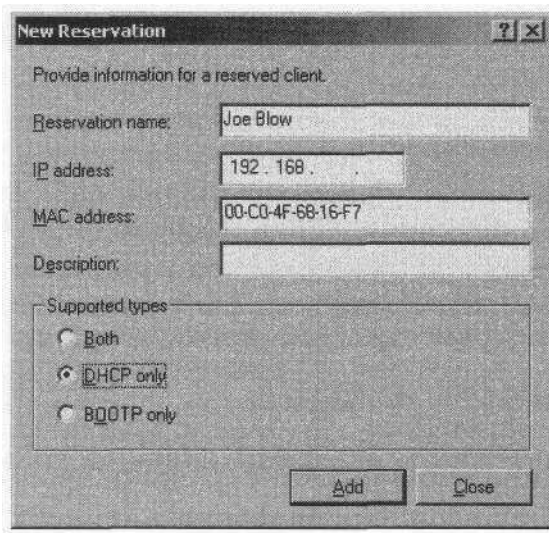 New Reservation
Provide information for a reserved client.
Reservation name: Joe Blow
IP address: 192 . 168 . .
MAC address: 00-C0-4F-68-16-F7
Description:
Supported types
Both
DHCP only
BOOTP only
Add Close